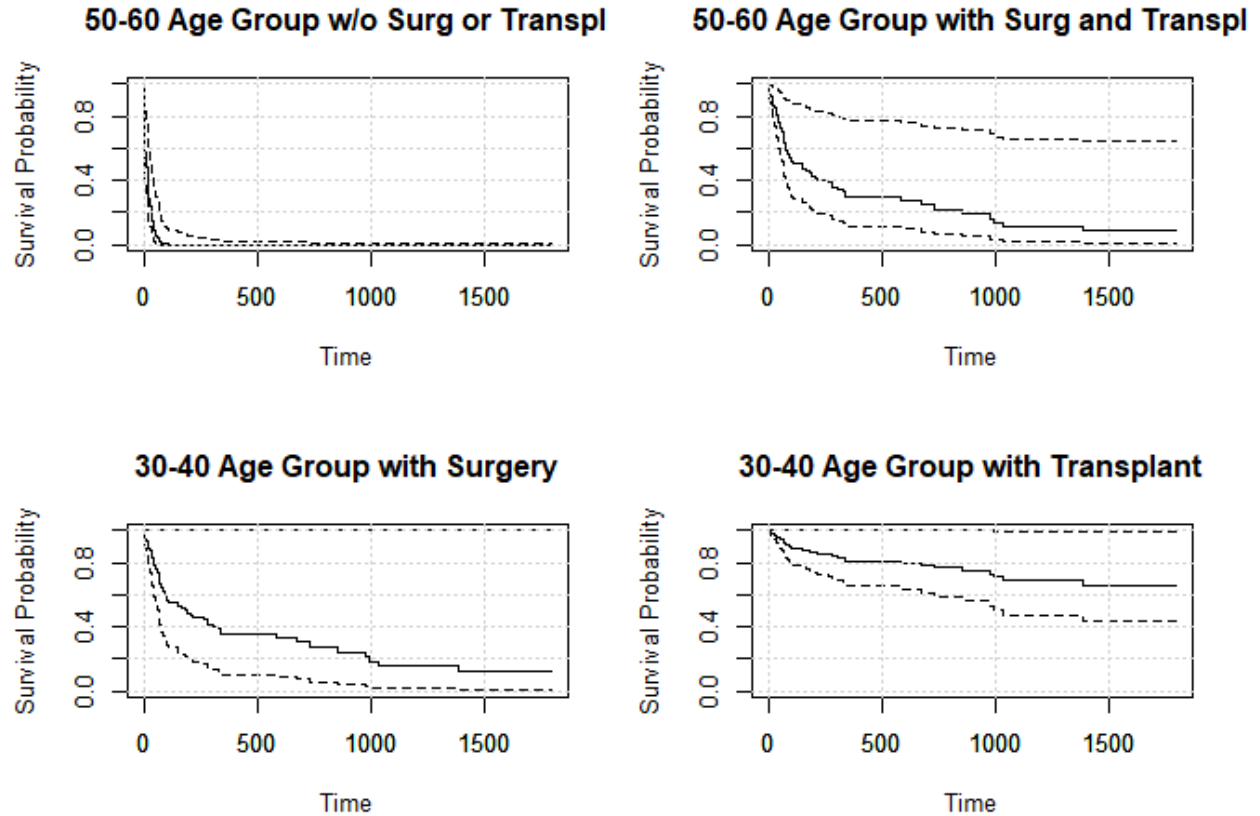 50-60 Age Group w/o Surg or Transpl
Survival Probability
0.0 0.4 0.8
0 500 1000 1500
Time
50-60 Age Group with Surg and Transpl
Survival Probability
0.0 0.4 0.8
0 500 1000 1500
Time
30-40 Age Group with Surgery
Survival Probability
0.0 0.4 0.8
0 500 1000 1500
Time
30-40 Age Group with Transplant
Survival Probability
0.0 0.4 0.8
0 500 1000 1500
Time